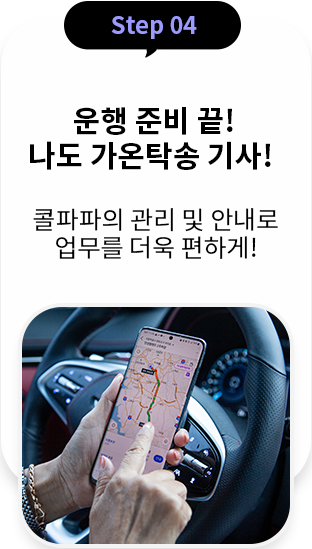 Step 04
운행 준비 끝!
나도 가온탁송 기사!
콜파파의 관리 및 안내로
업무를 더욱 편하게!